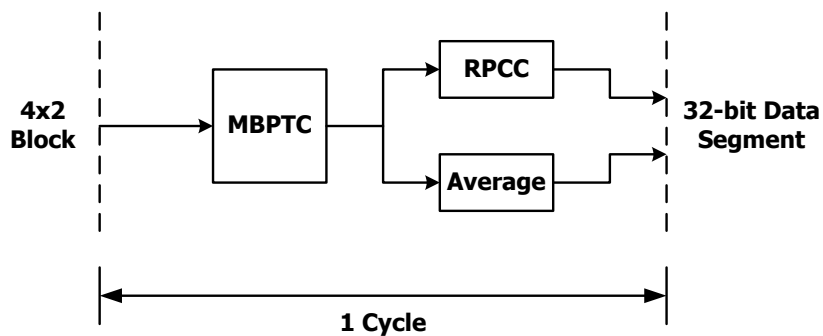 4x2
Block
MBPTC
RPCC
Average
32-bit Data
Segment
1 Cycle